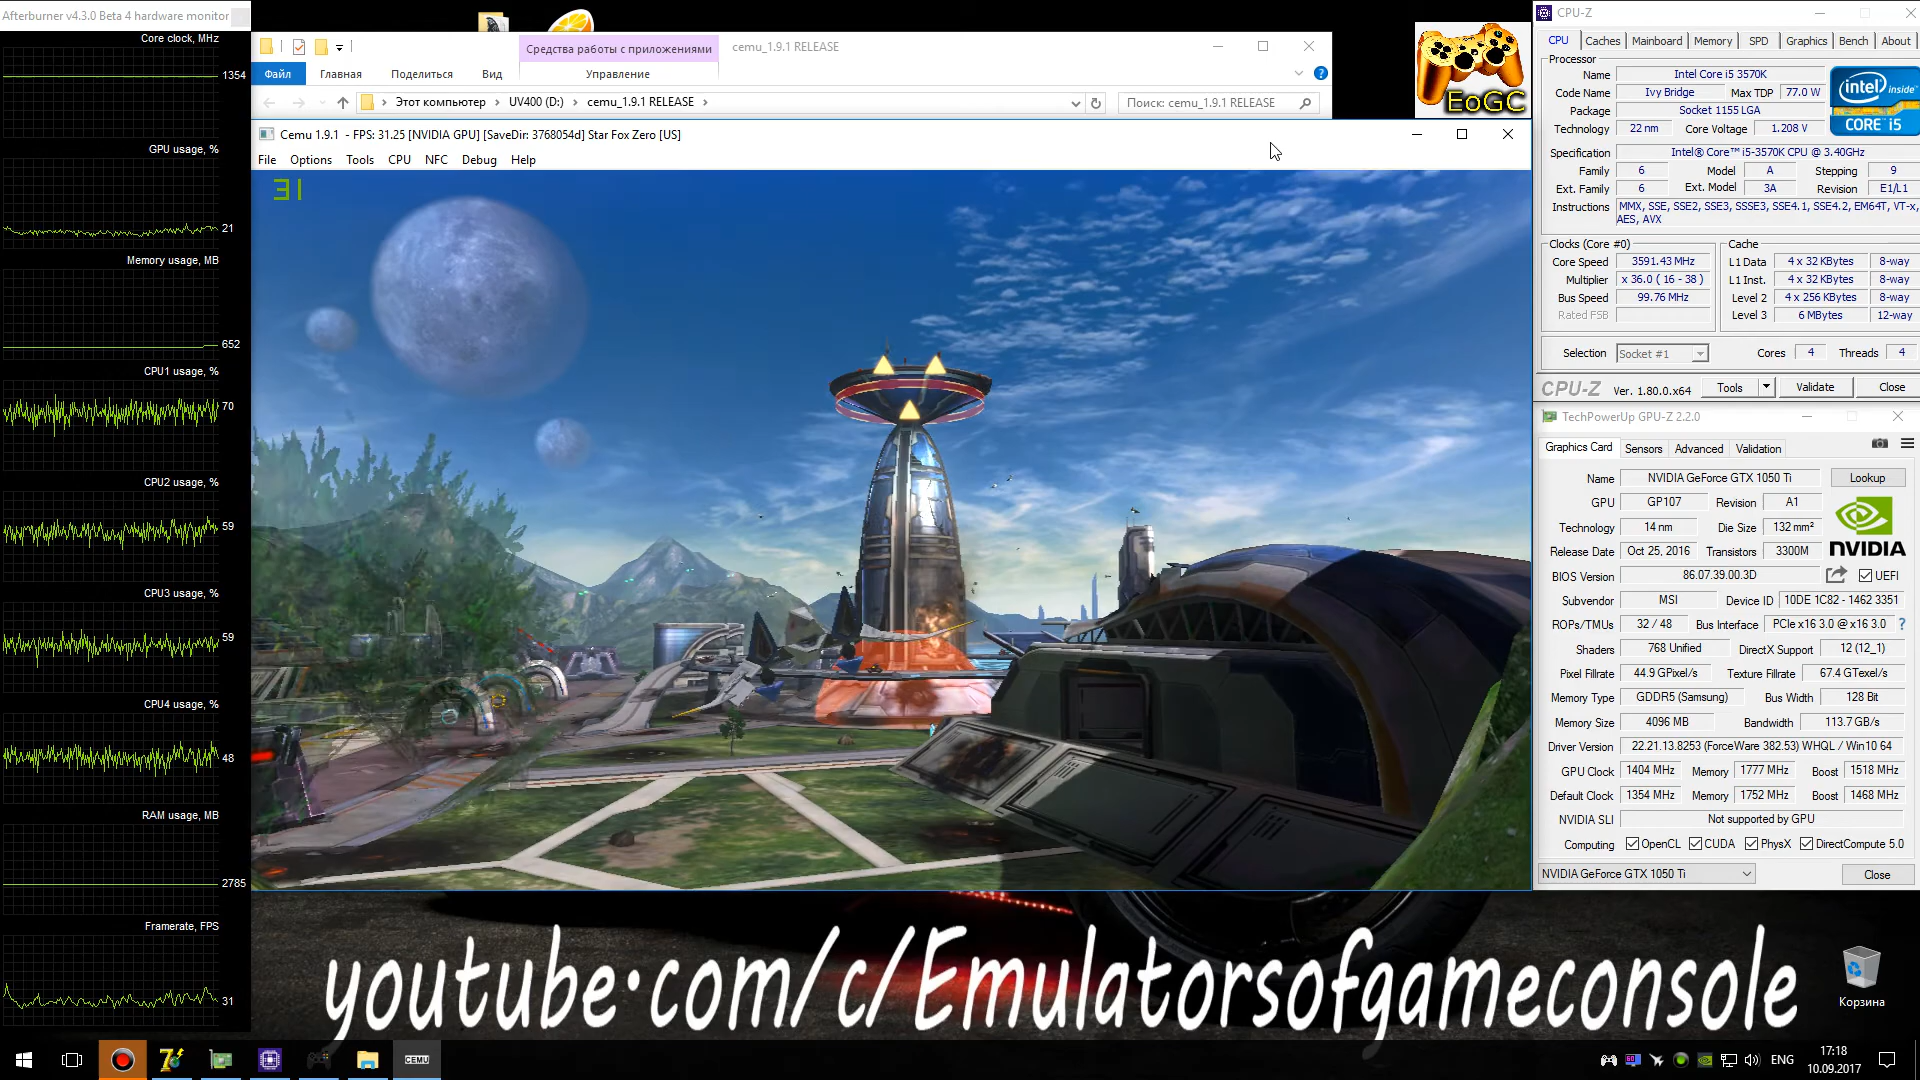 Afterburner v4.3.0 Beta 4 hardware monitor
Core clock, MHz
1354
GPU usage, %
21
Memory usage, MB
652
CPU1 usage, %
70
CPU2 usage, %
59
CPU3 usage, %
59
CPU4 usage, %
48
RAM usage, MB
2785
Framerate, FPS
31
Средства работы с приложениями
cemu_1.9.1 RELEASE
Файл
Главная
Поделиться
Вид
Управление
Этот компьютер
UV400 (D:)
cemu_1.9.1 RELEASE
Поиск: cemu_1.9.1 RELEASE
EoGC
Cemu 1.9.1 - FPS: 31.25 [NVIDIA GPU] [SaveDir: 3768054d] Star Fox Zero [US]
File Options Tools CPU NFC Debug Help
31
CPU-Z
CPU Caches Mainboard Memory SPD Graphics Bench About
Processor
Name Intel Core i5 3570K
Code Name Ivy Bridge Max TDP 77.0 W
Package Socket 1155 LGA
Technology 22 nm Core Voltage 1.208 V
intel inside
CORE i5
Specification Intel® Core™ i5-3570K CPU @ 3.40GHz
Family 6 Model A Stepping 9
Ext. Family 6 Ext. Model 3A Revision E1/L1
Instructions MMX, SSE, SSE2, SSE3, SSSE3, SSE4.1, SSE4.2, EM64T, VT-x,
AES, AVX
Clocks (Core #0)
Core Speed 3591.43 MHz
Multiplier x 36.0 ( 16 - 38 )
Bus Speed 99.76 MHz
Rated FSB
Cache
L1 Data 4 x 32 KBytes 8-way
L1 Inst. 4 x 32 KBytes 8-way
Level 2 4 x 256 KBytes 8-way
Level 3 6 MBytes 12-way
Selection Socket #1 Cores 4 Threads 4
CPU-Z Ver. 1.80.0.x64 Tools Validate Close
TechPowerUp GPU-Z 2.2.0
Graphics Card Sensors Advanced Validation
Name NVIDIA GeForce GTX 1050 Ti Lookup
GPU GP107 Revision A1
Technology 14 nm Die Size 132 mm²
Release Date Oct 25, 2016 Transistors 3300M
NVIDIA
BIOS Version 86.07.39.00.3D UEFI
Subvendor MSI Device ID 10DE 1C82 - 1462 3351
ROPs/TMUs 32 / 48 Bus Interface PCIe x16 3.0 @ x16 3.0 ?
Shaders 768 Unified DirectX Support 12 (12_1)
Pixel Fillrate 44.9 GPixel/s Texture Fillrate 67.4 GTexel/s
Memory Type GDDR5 (Samsung) Bus Width 128 Bit
Memory Size 4096 MB Bandwidth 113.7 GB/s
Driver Version 22.21.13.8253 (ForceWare 382.53) WHQL / Win10 64
GPU Clock 1404 MHz Memory 1777 MHz Boost 1518 MHz
Default Clock 1354 MHz Memory 1752 MHz Boost 1468 MHz
NVIDIA SLI Not supported by GPU
Computing OpenCL CUDA PhysX DirectCompute 5.0
NVIDIA GeForce GTX 1050 Ti Close
youtube.com/c/Emulatorsofgameconsole
Корзина
CEMU
ENG
17:18
10.09.2017